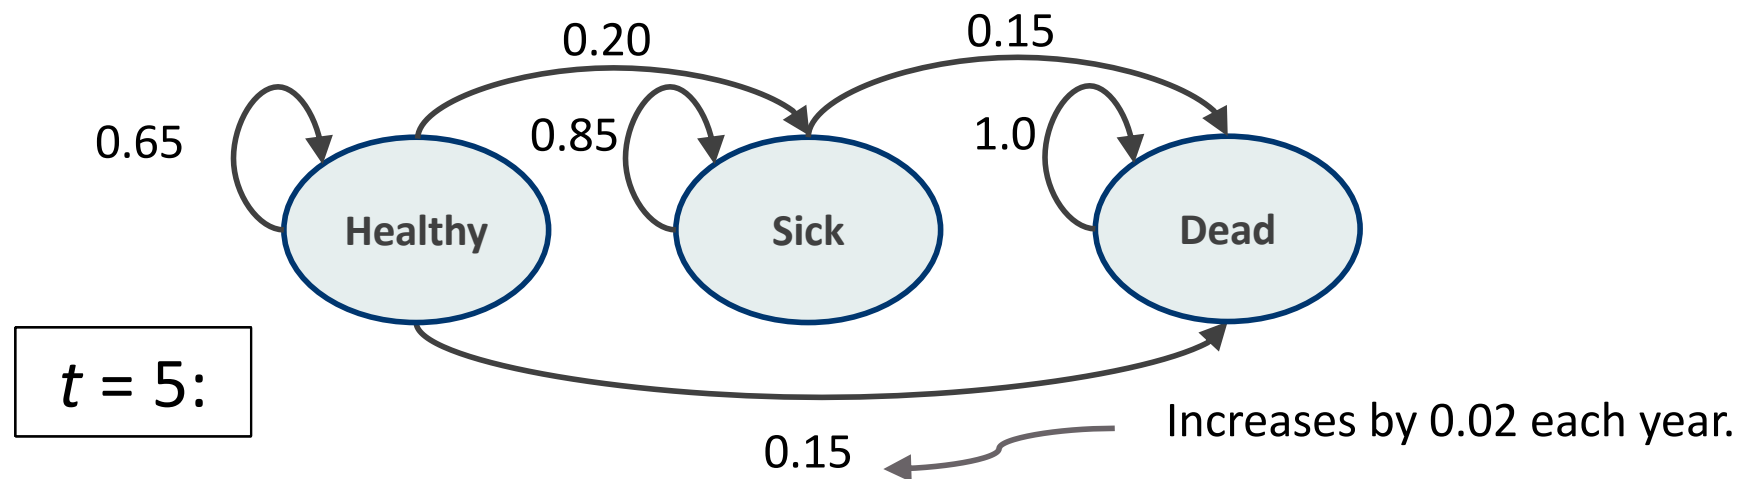 0.20
0.15
0.65
0.85
1.0
Healthy
Sick
Dead
t = 5:
Increases by 0.02 each year.
0.15